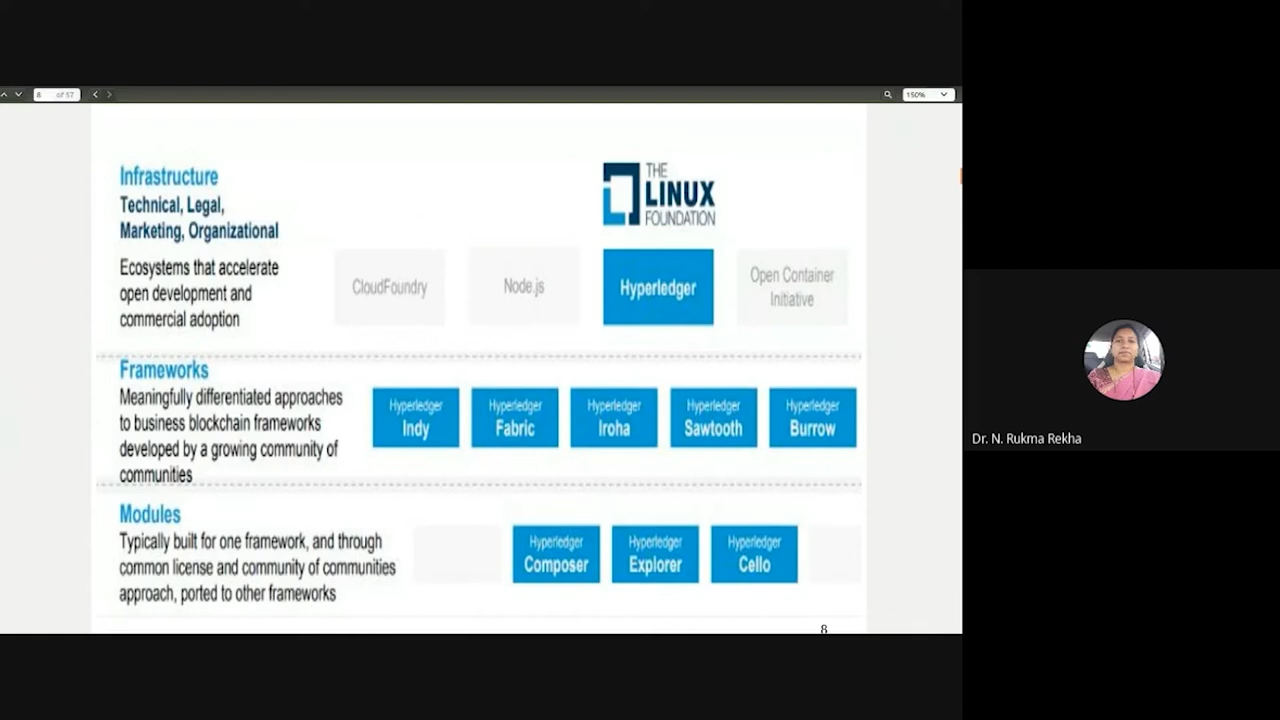 8 of 57
150%
Infrastructure
Technical, Legal,
Marketing, Organizational
Ecosystems that accelerate
open development and
commercial adoption
THE
LINUX
FOUNDATION
CloudFoundry
Node.js
Hyperledger
Open Container
Initiative
Frameworks
Meaningfully differentiated approaches
to business blockchain frameworks
developed by a growing community of
communities
Hyperledger
Indy
Hyperledger
Fabric
Hyperledger
Iroha
Hyperledger
Sawtooth
Hyperledger
Burrow
Modules
Typically built for one framework, and through
common license and community of communities
approach, ported to other frameworks
Hyperledger
Composer
Hyperledger
Explorer
Hyperledger
Cello
8
Dr. N. Rukma Rekha